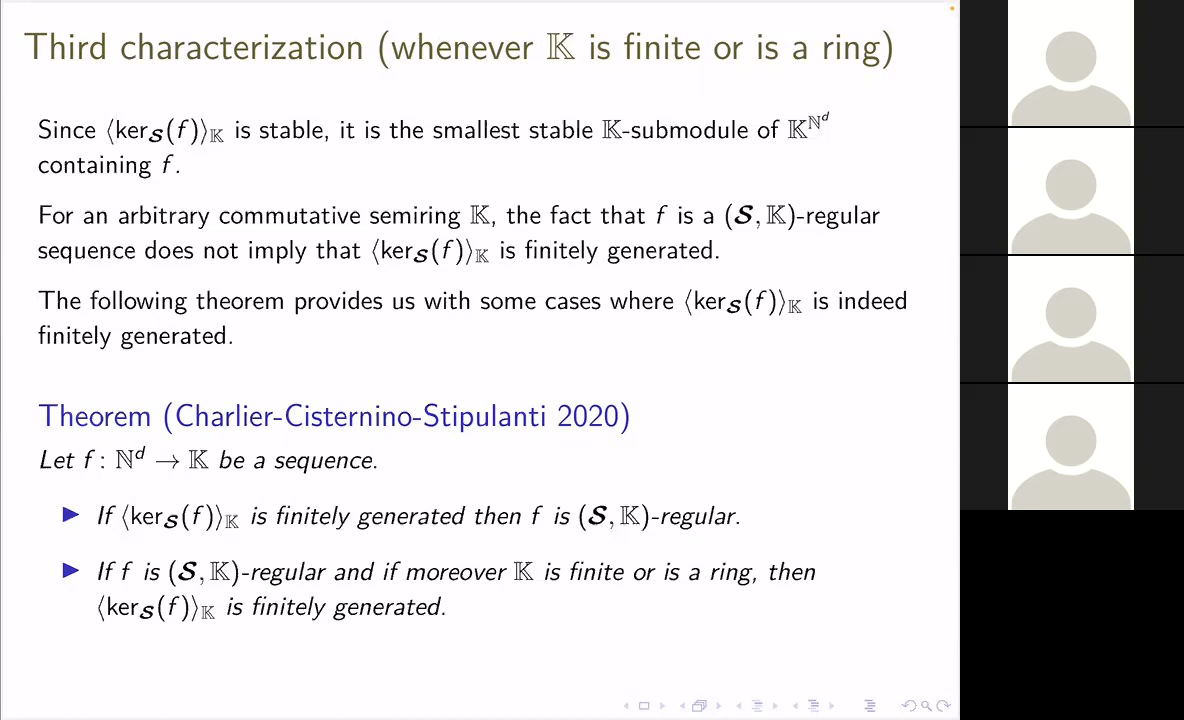 Third characterization (whenever 𝕂 is finite or is a ring)
Since ⟨ker𝓢(f)⟩𝕂 is stable, it is the smallest stable 𝕂-submodule of 𝕂^ℕ^d
containing f.
For an arbitrary commutative semiring 𝕂, the fact that f is a (𝓢, 𝕂)-regular
sequence does not imply that ⟨ker𝓢(f)⟩𝕂 is finitely generated.
The following theorem provides us with some cases where ⟨ker𝓢(f)⟩𝕂 is indeed
finitely generated.
Theorem (Charlier-Cisternino-Stipulanti 2020)
Let f : ℕ^d → 𝕂 be a sequence.
▶ If ⟨ker𝓢(f)⟩𝕂 is finitely generated then f is (𝓢, 𝕂)-regular.
▶ If f is (𝓢, 𝕂)-regular and if moreover 𝕂 is finite or is a ring, then
⟨ker𝓢(f)⟩𝕂 is finitely generated.